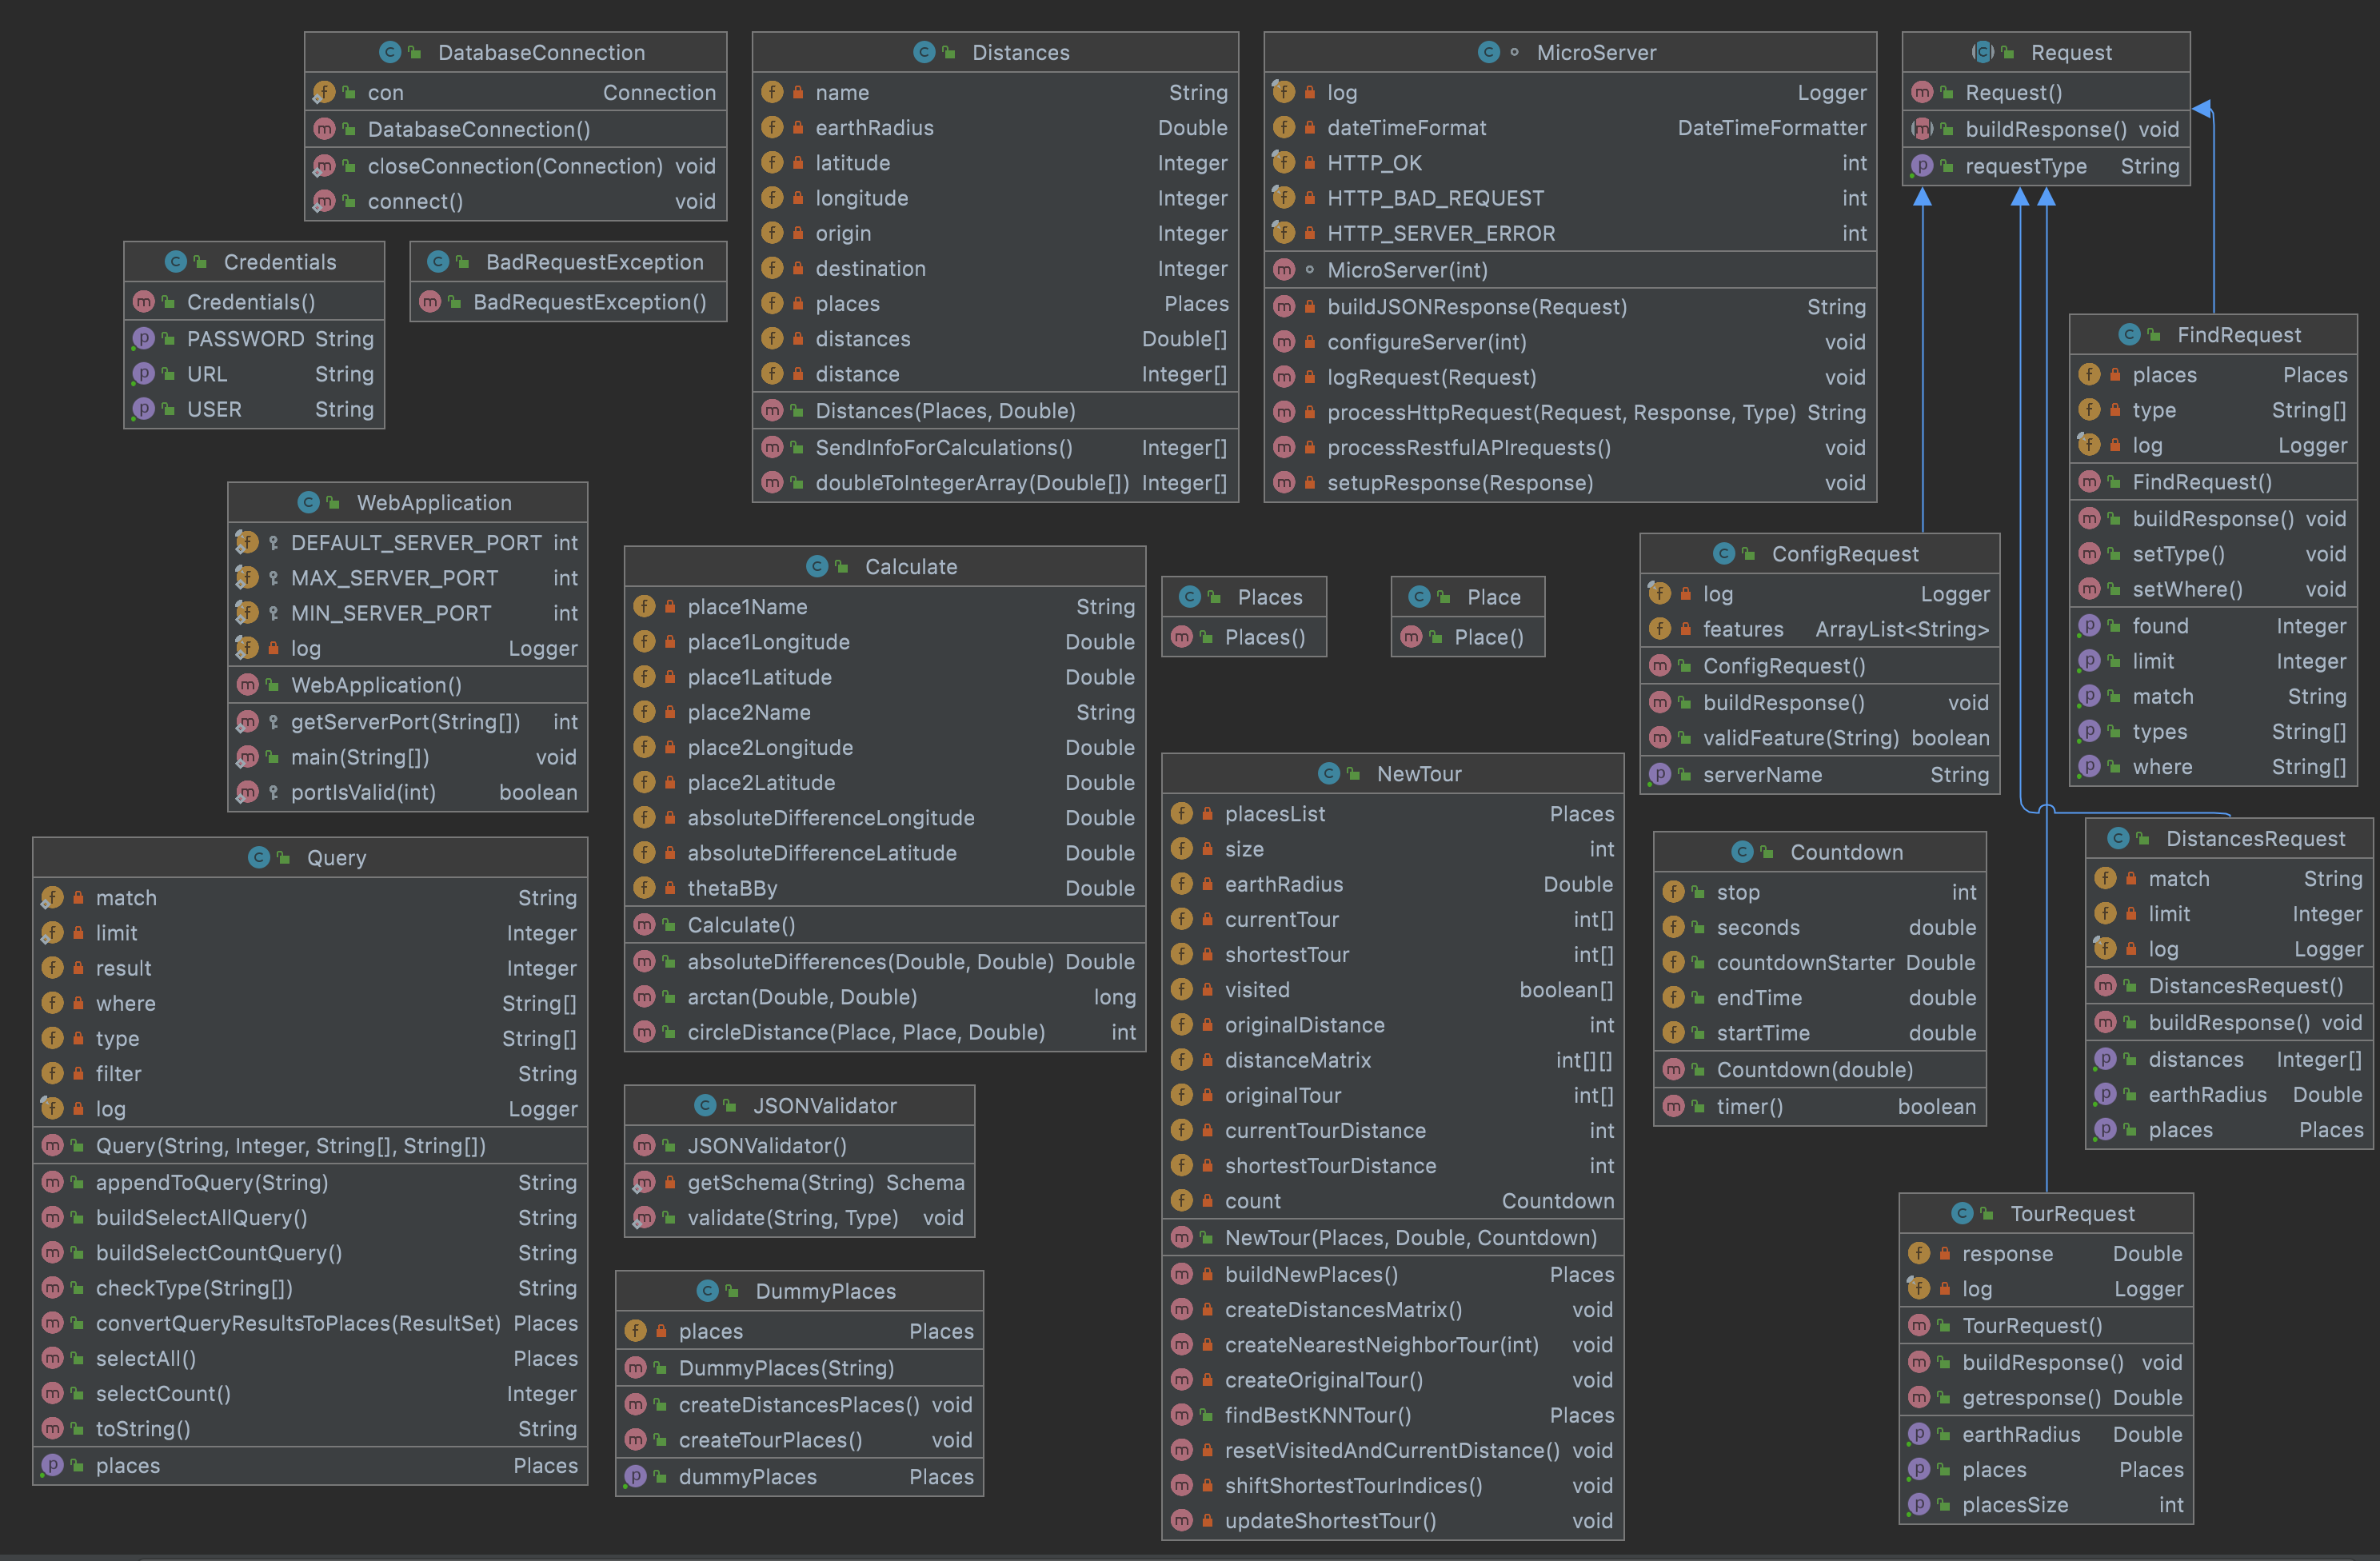 DatabaseConnection
con Connection
DatabaseConnection()
closeConnection(Connection) void
connect() void
Distances
name String
earthRadius Double
latitude Integer
longitude Integer
origin Integer
destination Integer
places Places
distances Double[]
distance Integer[]
Distances(Places, Double)
SendInfoForCalculations() Integer[]
doubleToIntegerArray(Double[]) Integer[]
MicroServer
log Logger
dateTimeFormat DateTimeFormatter
HTTP_OK int
HTTP_BAD_REQUEST int
HTTP_SERVER_ERROR int
MicroServer(int)
buildJSONResponse(Request) String
configureServer(int) void
logRequest(Request) void
processHttpRequest(Request, Response, Type) String
processRestfulAPIrequests() void
setupResponse(Response) void
Request
Request()
buildResponse() void
requestType String
Credentials
Credentials()
PASSWORD String
URL String
USER String
BadRequestException
BadRequestException()
FindRequest
places Places
type String[]
log Logger
FindRequest()
buildResponse() void
setType() void
setWhere() void
found Integer
limit Integer
match String
types String[]
where String[]
WebApplication
DEFAULT_SERVER_PORT int
MAX_SERVER_PORT int
MIN_SERVER_PORT int
log Logger
WebApplication()
getServerPort(String[]) int
main(String[]) void
portIsValid(int) boolean
Calculate
place1Name String
place1Longitude Double
place1Latitude Double
place2Name String
place2Longitude Double
place2Latitude Double
absoluteDifferenceLongitude Double
absoluteDifferenceLatitude Double
thetaBBy Double
Calculate()
absoluteDifferences(Double, Double) Double
arctan(Double, Double) long
circleDistance(Place, Place, Double) int
Places
Places()
Place
Place()
ConfigRequest
log Logger
features ArrayList<String>
ConfigRequest()
buildResponse() void
validFeature(String) boolean
serverName String
Query
match String
limit Integer
result Integer
where String[]
type String[]
filter String
log Logger
Query(String, Integer, String[], String[])
appendToQuery(String) String
buildSelectAllQuery() String
buildSelectCountQuery() String
checkType(String[]) String
convertQueryResultsToPlaces(ResultSet) Places
selectAll() Places
selectCount() Integer
toString() String
places Places
NewTour
placesList Places
size int
earthRadius Double
currentTour int[]
shortestTour int[]
visited boolean[]
originalDistance int
distanceMatrix int[][]
originalTour int[]
currentTourDistance int
shortestTourDistance int
count Countdown
NewTour(Places, Double, Countdown)
buildNewPlaces() Places
createDistancesMatrix() void
createNearestNeighborTour(int) void
createOriginalTour() void
findBestKNNTour() Places
resetVisitedAndCurrentDistance() void
shiftShortestTourIndices() void
updateShortestTour() void
Countdown
stop int
seconds double
countdownStarter Double
endTime double
startTime double
Countdown(double)
timer() boolean
DistancesRequest
match String
limit Integer
log Logger
DistancesRequest()
buildResponse() void
distances Integer[]
earthRadius Double
places Places
JSONValidator
JSONValidator()
getSchema(String) Schema
validate(String, Type) void
DummyPlaces
places Places
DummyPlaces(String)
createDistancesPlaces() void
createTourPlaces() void
dummyPlaces Places
TourRequest
response Double
log Logger
TourRequest()
buildResponse() void
getresponse() Double
earthRadius Double
places Places
placesSize int